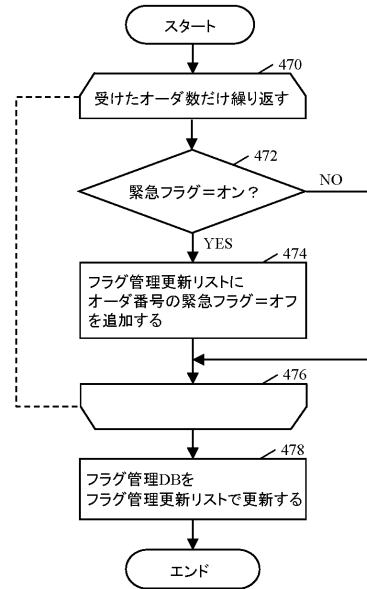 スタート
470
受けたオーダ数だけ繰り返す
472
緊急フラグ＝オン？
NO
YES
474
フラグ管理更新リストに
オーダ番号の緊急フラグ＝オフ
を追加する
476
478
フラグ管理DBを
フラグ管理更新リストで更新する
エンド